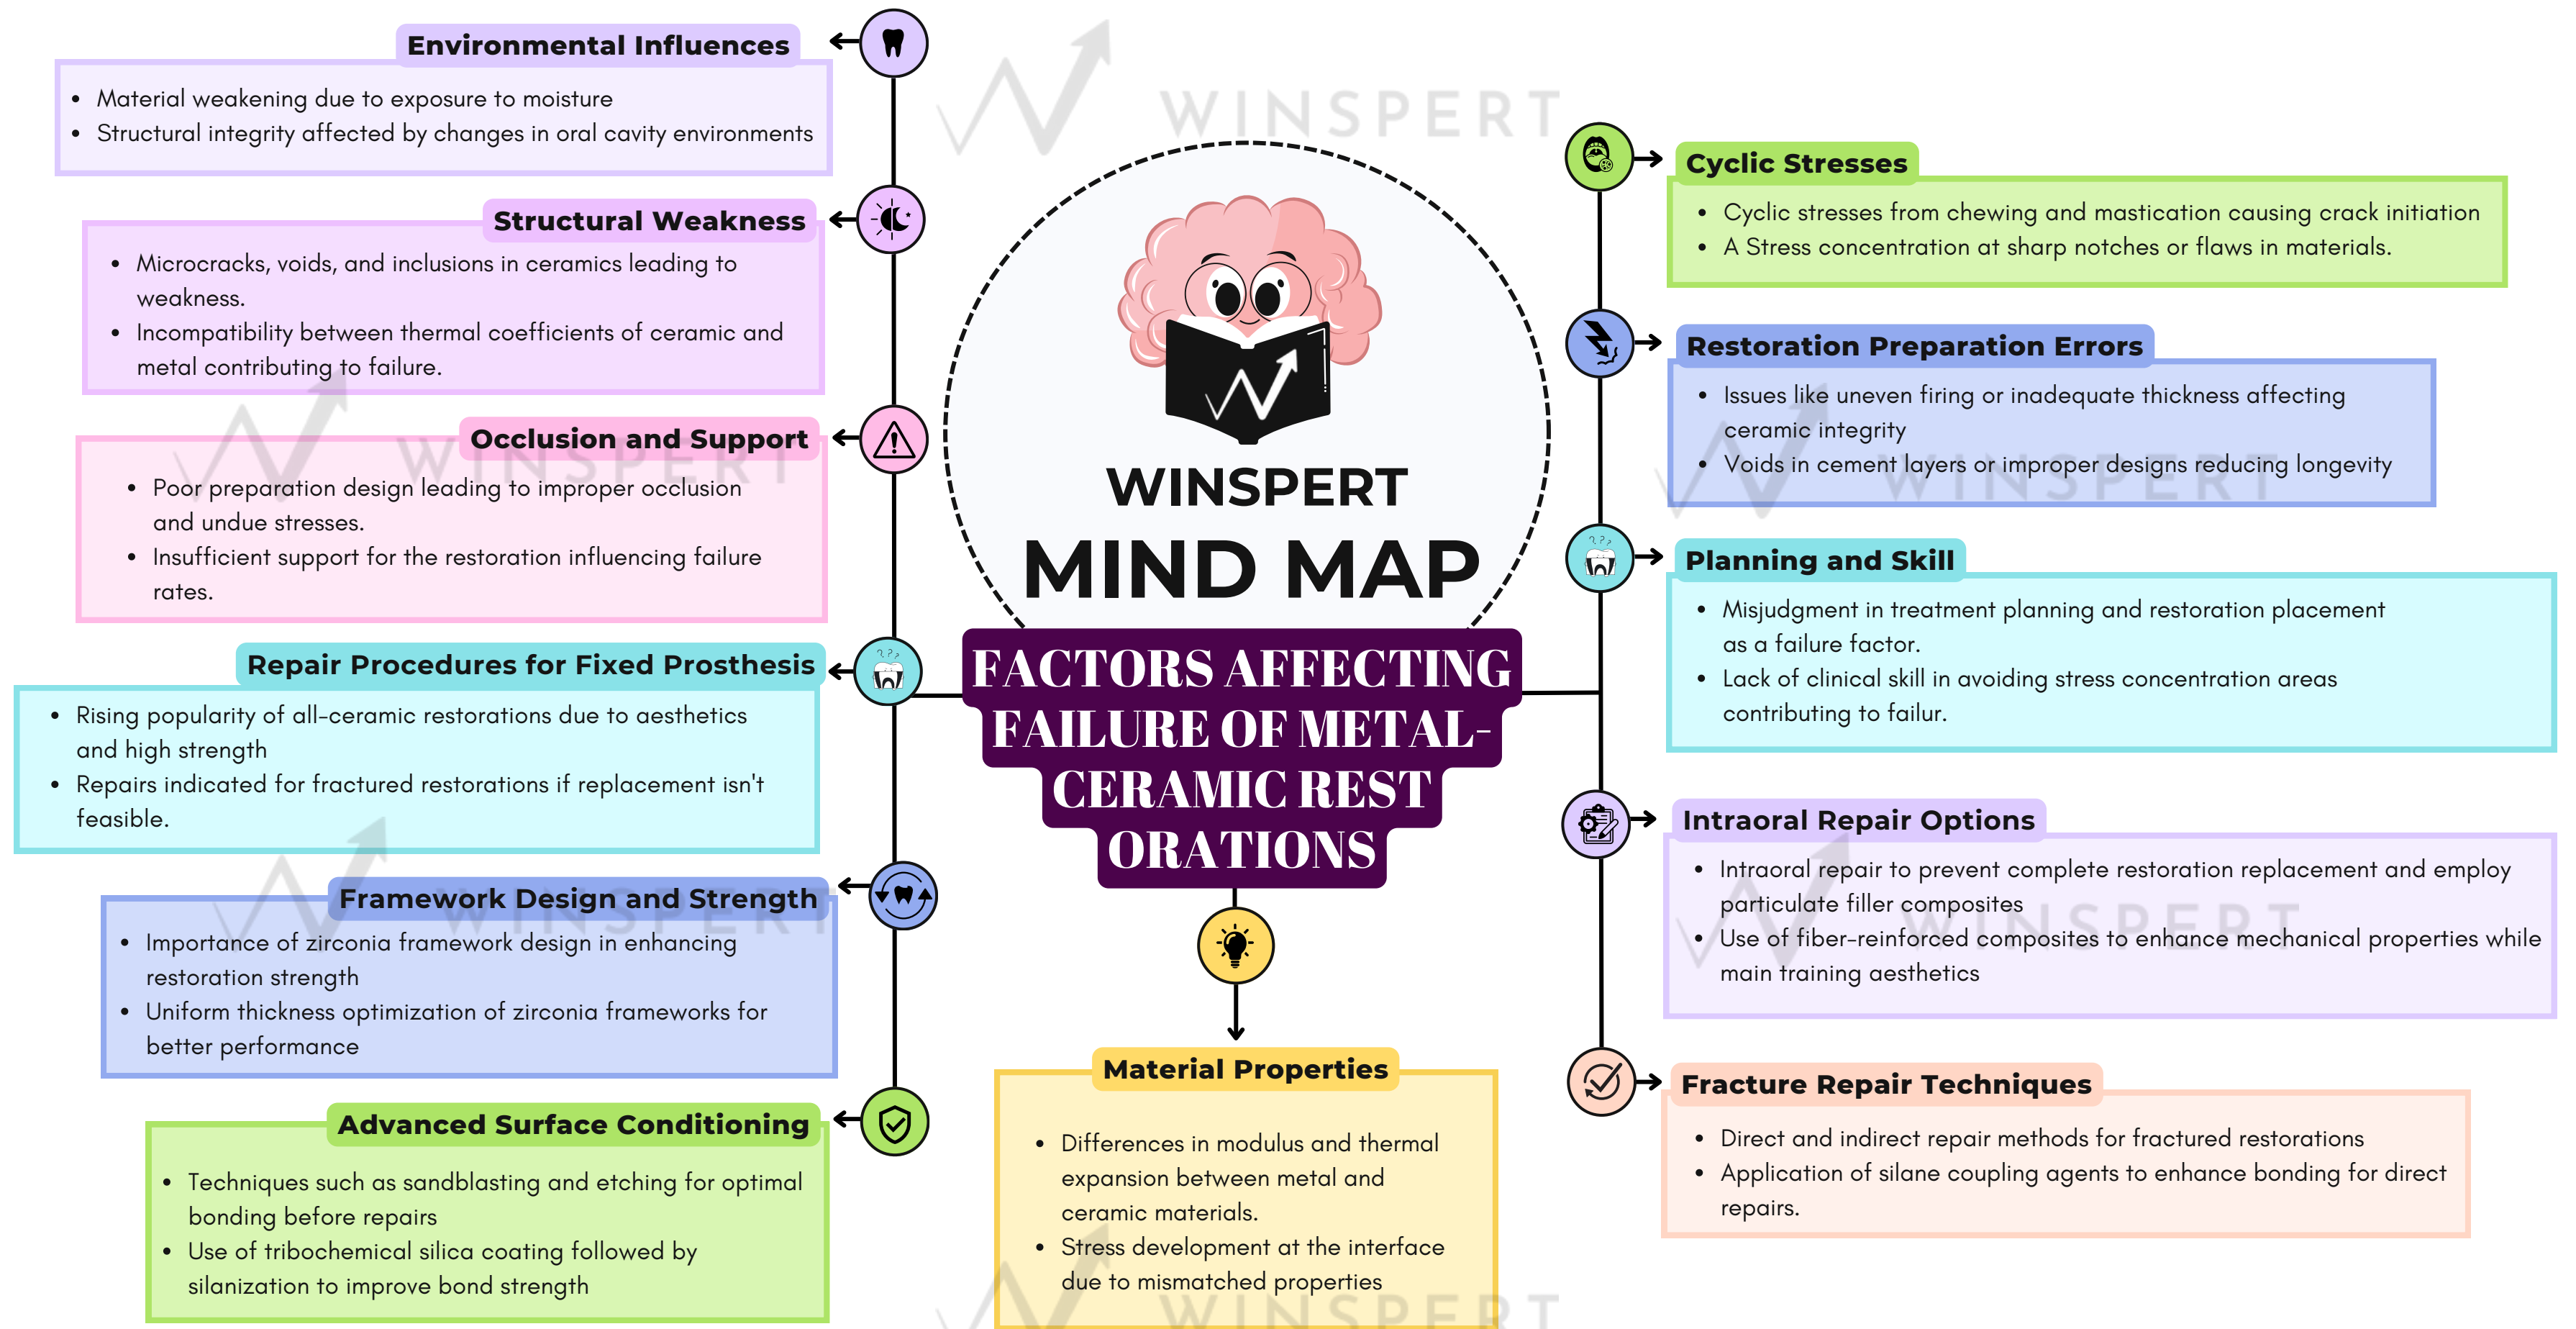 Environmental Influences
• Material weakening due to exposure to moisture
• Structural integrity affected by changes in oral cavity environments
Structural Weakness
• Microcracks, voids, and inclusions in ceramics leading to
weakness.
• Incompatibility between thermal coefficients of ceramic and
metal contributing to failure.
Occlusion and Support
• Poor preparation design leading to improper occlusion
and undue stresses.
• Insufficient support for the restoration influencing failure
rates.
Repair Procedures for Fixed Prosthesis
• Rising popularity of all-ceramic restorations due to aesthetics
and high strength
• Repairs indicated for fractured restorations if replacement isn't
feasible.
Framework Design and Strength
• Importance of zirconia framework design in enhancing
restoration strength
• Uniform thickness optimization of zirconia frameworks for
better performance
Advanced Surface Conditioning
• Techniques such as sandblasting and etching for optimal
bonding before repairs
• Use of tribochemical silica coating followed by
silanization to improve bond strength
WINSPERT
WINSPERT
MIND MAP
FACTORS AFFECTING
FAILURE OF METAL-
CERAMIC REST
ORATIONS
Material Properties
• Differences in modulus and thermal
expansion between metal and
ceramic materials.
• Stress development at the interface
due to mismatched properties
Cyclic Stresses
• Cyclic stresses from chewing and mastication causing crack initiation
• A Stress concentration at sharp notches or flaws in materials.
Restoration Preparation Errors
• Issues like uneven firing or inadequate thickness affecting
ceramic integrity
• Voids in cement layers or improper designs reducing longevity
Planning and Skill
• Misjudgment in treatment planning and restoration placement
as a failure factor.
• Lack of clinical skill in avoiding stress concentration areas
contributing to failur.
Intraoral Repair Options
• Intraoral repair to prevent complete restoration replacement and employ
particulate filler composites
• Use of fiber-reinforced composites to enhance mechanical properties while
main training aesthetics
Fracture Repair Techniques
• Direct and indirect repair methods for fractured restorations
• Application of silane coupling agents to enhance bonding for direct
repairs.
WINSPERT
WINSPERT
WINSPERT
WINSPERT
WINSPERT